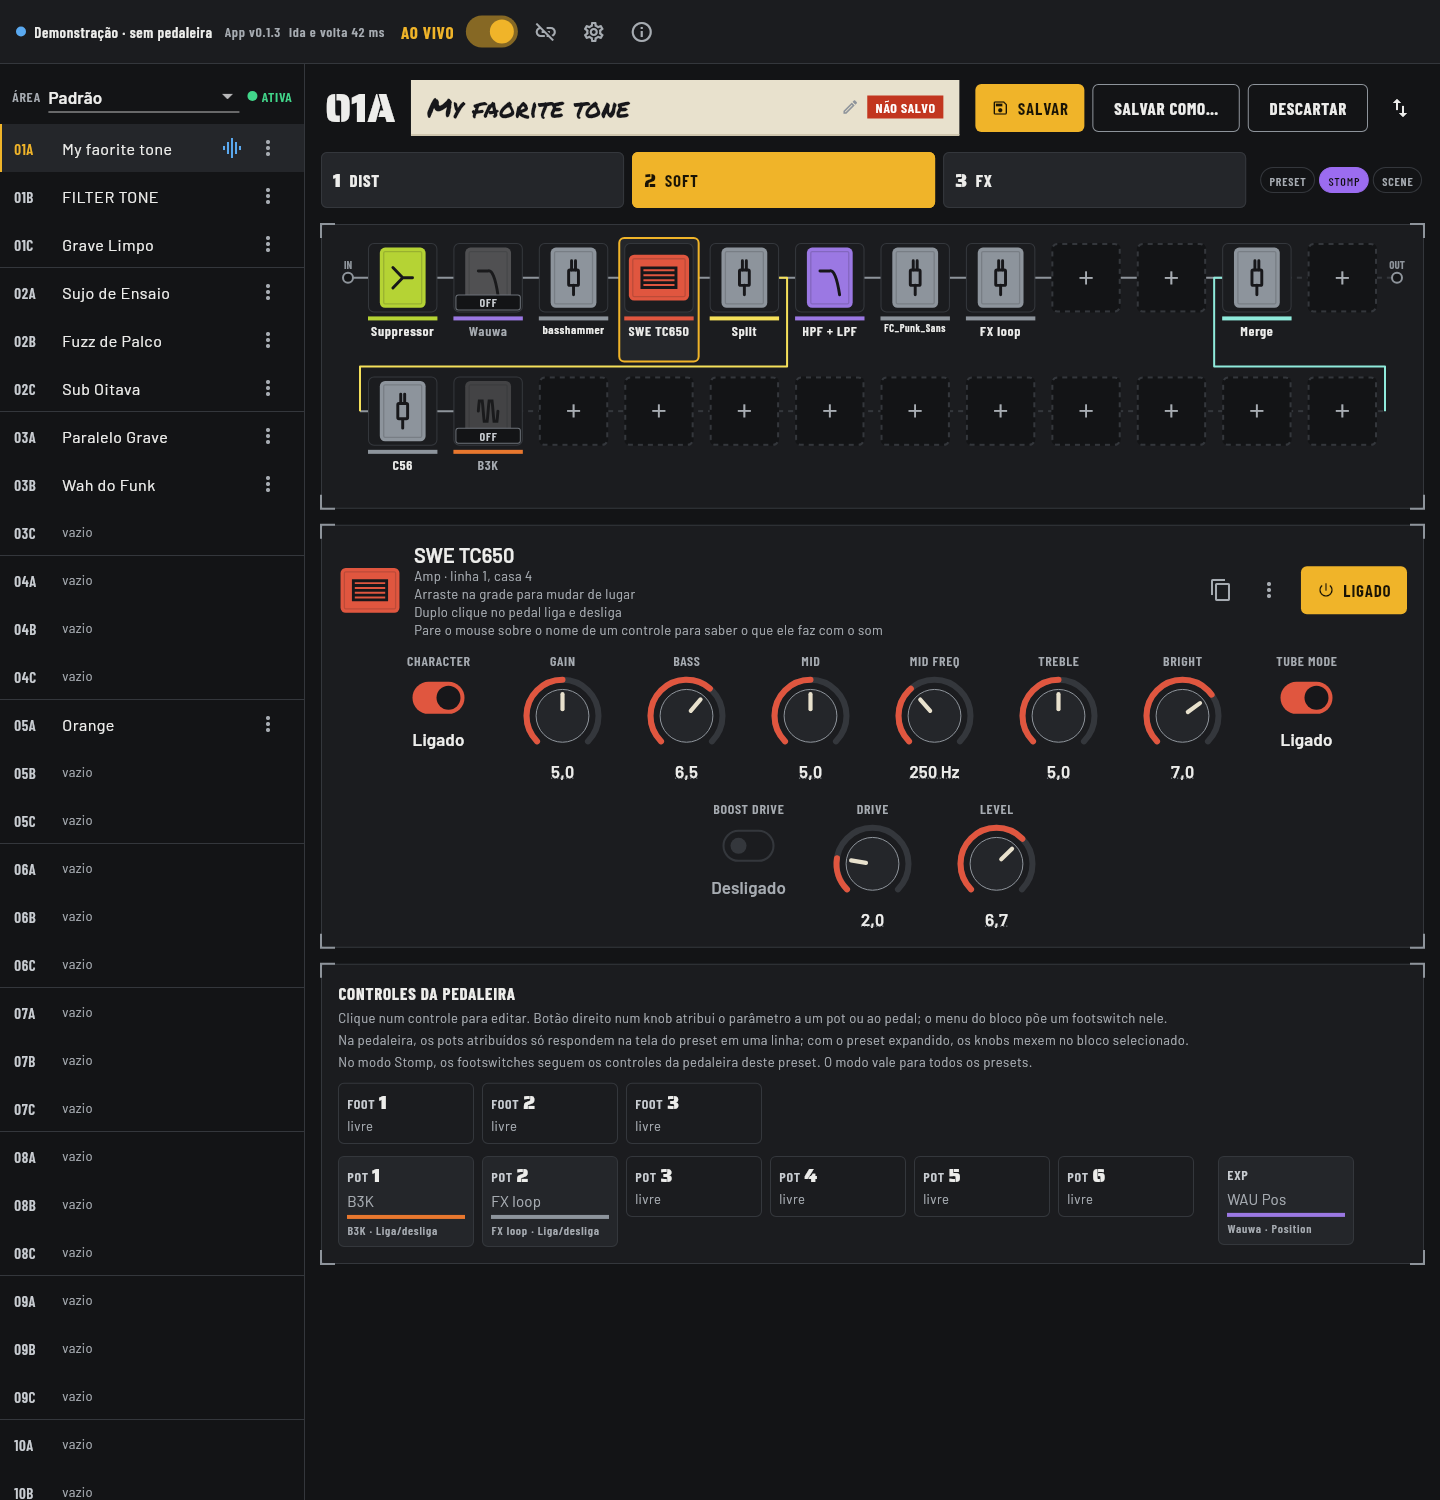 Demonstração · sem pedaleira App v0.1.3 Ida e volta 42 ms AO VIVO
ÁREA Padrão ATIVA
01A My faorite tone
01B FILTER TONE
01C Grave Limpo
02A Sujo de Ensaio
02B Fuzz de Palco
02C Sub Oitava
03A Paralelo Grave
03B Wah do Funk
03C vazio
04A vazio
04B vazio
04C vazio
05A Orange
05B vazio
05C vazio
06A vazio
06B vazio
06C vazio
07A vazio
07B vazio
07C vazio
08A vazio
08B vazio
08C vazio
09A vazio
09B vazio
09C vazio
10A vazio
10B vazio
01A My faorite tone NÃO SALVO SALVAR SALVAR COMO... DESCARTAR
1 DIST 2 SOFT 3 FX PRESET STOMP SCENE
IN OUT
OFF
Suppressor Wauwa basshammer SWE TC650 Split HPF + LPF FC_Punk_Sans FX loop Merge
OFF
C56 B3K
SWE TC650
Amp · linha 1, casa 4
Arraste na grade para mudar de lugar
Duplo clique no pedal liga e desliga
Pare o mouse sobre o nome de um controle para saber o que ele faz com o som
LIGADO
CHARACTER GAIN BASS MID MID FREQ TREBLE BRIGHT TUBE MODE
Ligado 5,0 6,5 5,0 250 Hz 5,0 7,0 Ligado
BOOST DRIVE DRIVE LEVEL
Desligado 2,0 6,7
CONTROLES DA PEDALEIRA
Clique num controle para editar. Botão direito num knob atribui o parâmetro a um pot ou ao pedal; o menu do bloco põe um footswitch nele.
Na pedaleira, os pots atribuídos só respondem na tela do preset em uma linha; com o preset expandido, os knobs mexem no bloco selecionado.
No modo Stomp, os footswitches seguem os controles da pedaleira deste preset. O modo vale para todos os presets.
FOOT 1 FOOT 2 FOOT 3
livre livre livre
POT 1 POT 2 POT 3 POT 4 POT 5 POT 6 EXP
B3K FX loop livre livre livre livre WAU Pos
B3K · Liga/desliga FX loop · Liga/desliga Wauwa · Position